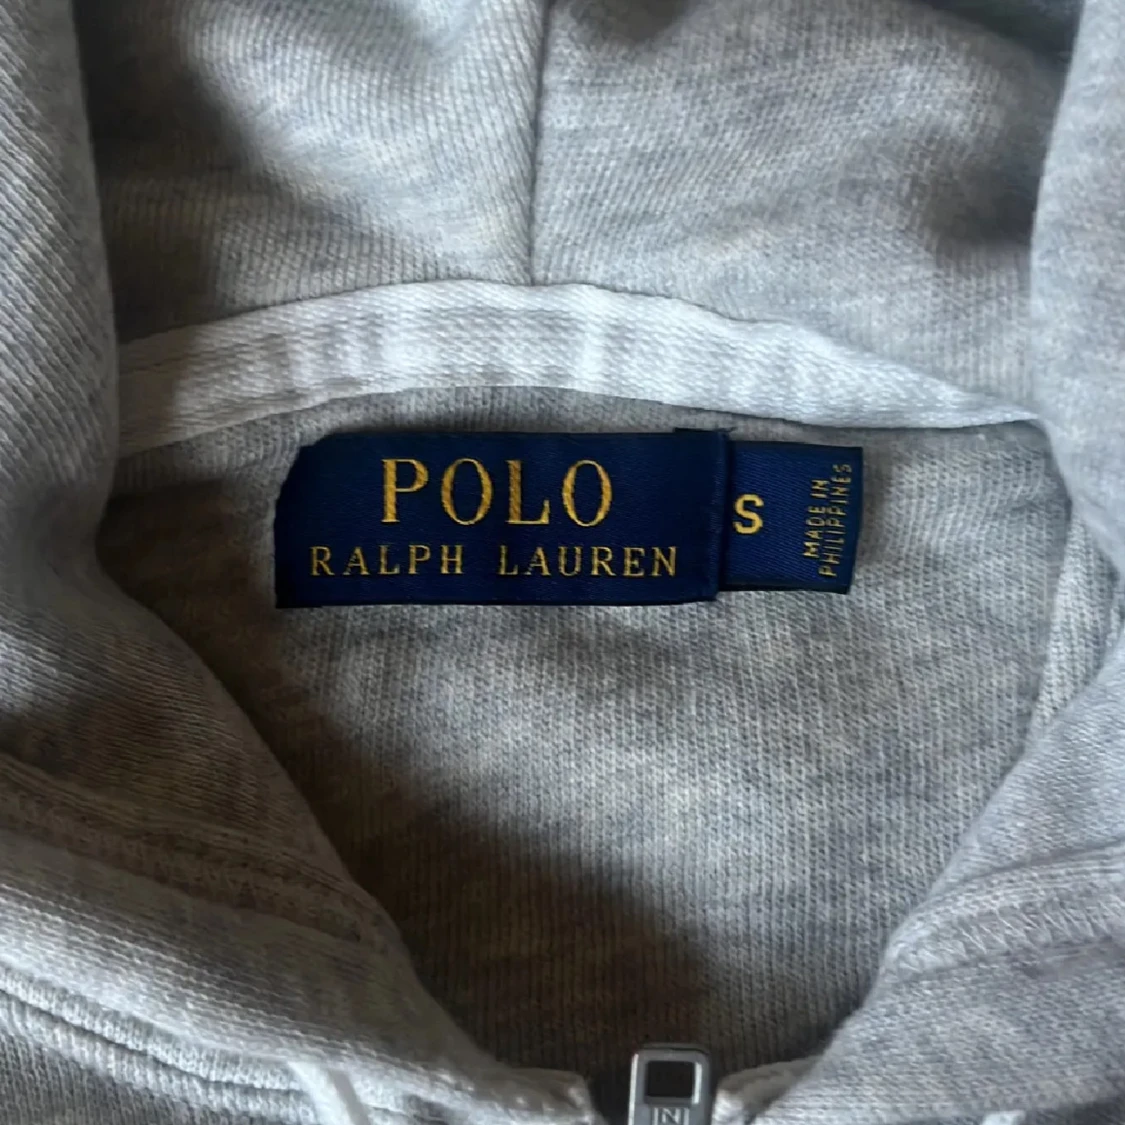 POLO
RALPH LAUREN
S
MADE IN
PHILIPPINES